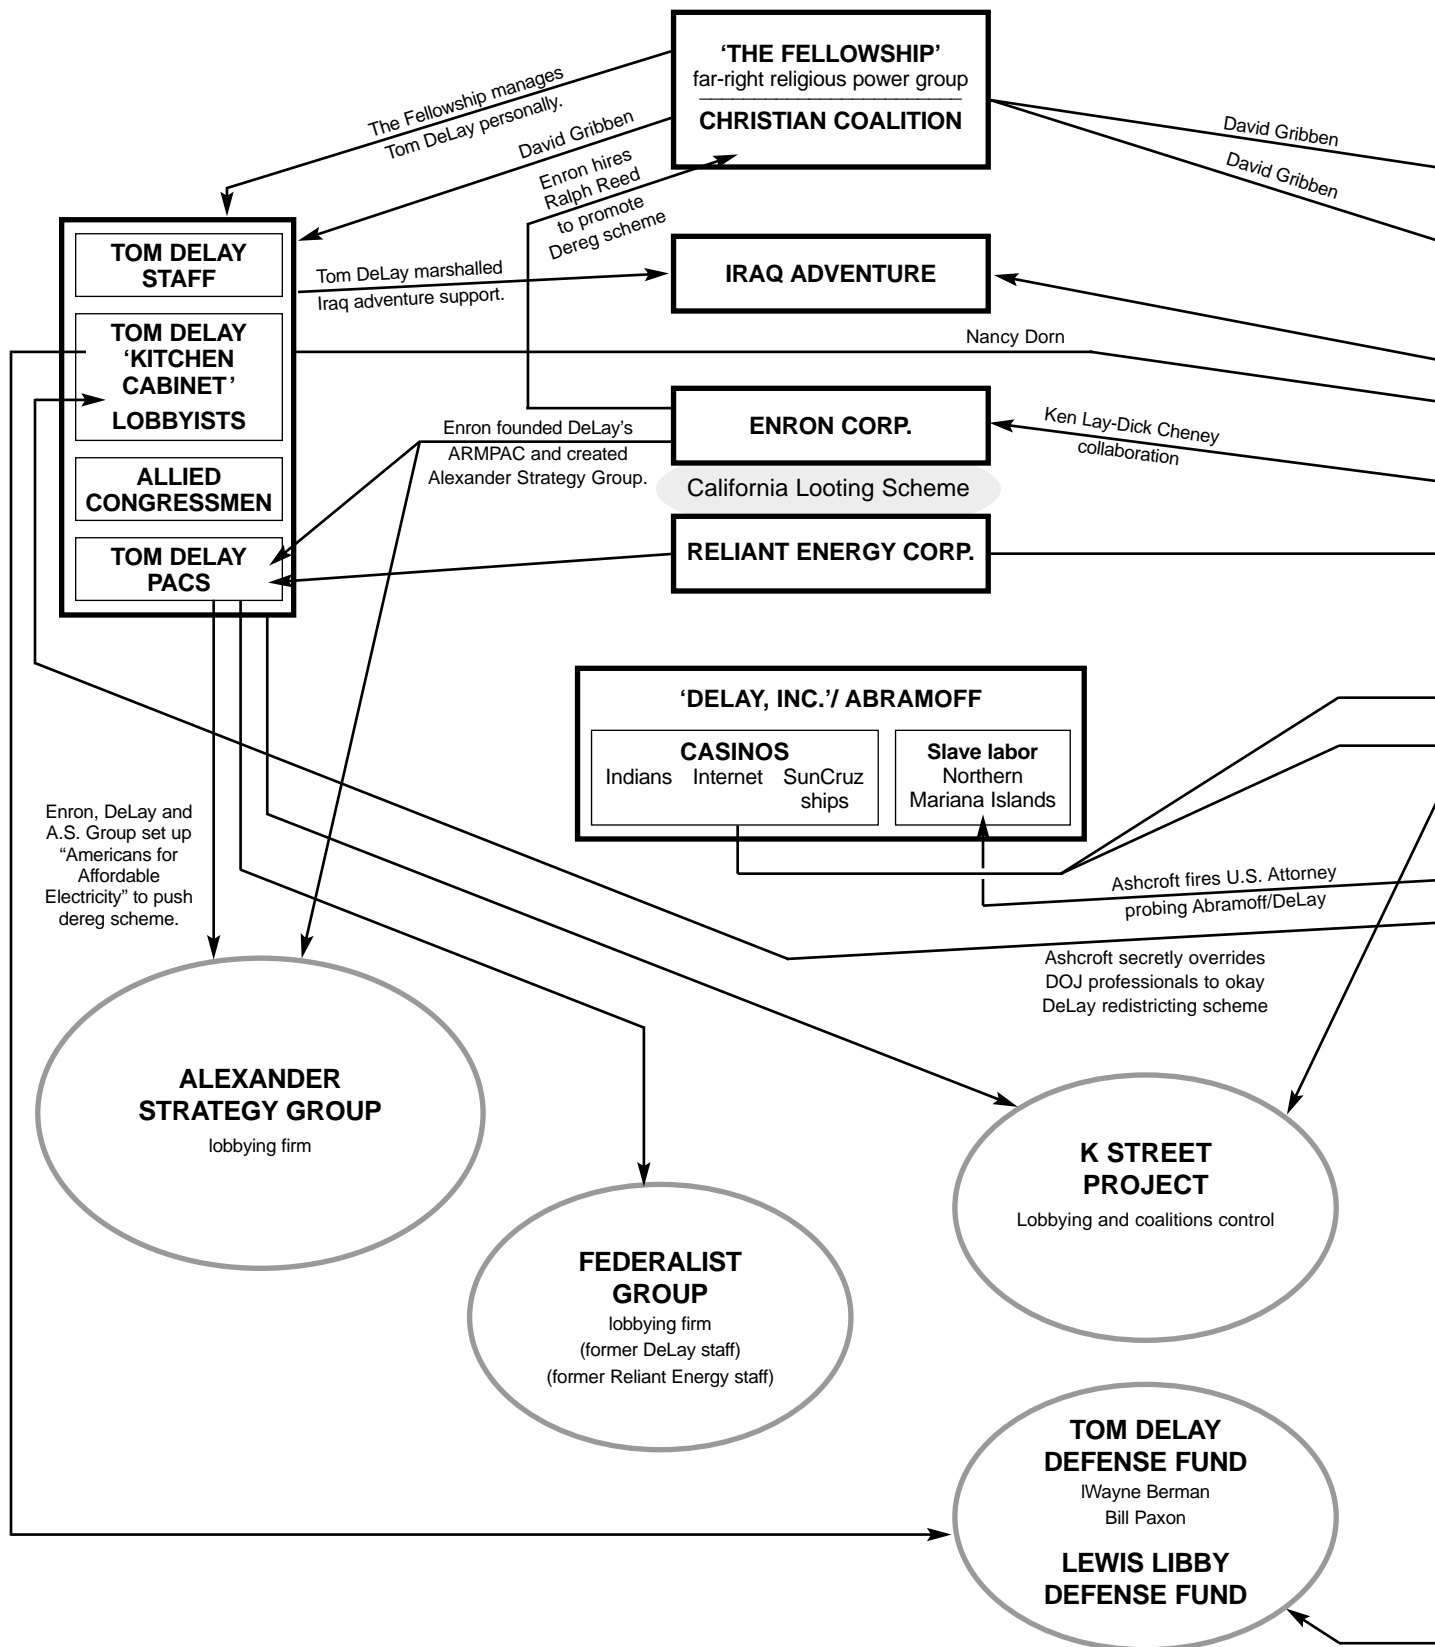 ‘THE FELLOWSHIP’
far-right religious power group
CHRISTIAN COALITION
The Fellowship manages
Tom DeLay personally.
David Gribben
Enron hires
Ralph Reed
to promote
Dereg scheme
David Gribben
David Gribben
TOM DELAY
STAFF
TOM DELAY
‘KITCHEN
CABINET’
LOBBYISTS
ALLIED
CONGRESSMEN
TOM DELAY
PACS
Tom DeLay marshalled
Iraq adventure support.
IRAQ ADVENTURE
Nancy Dorn
Enron founded DeLay’s
ARMPAC and created
Alexander Strategy Group.
ENRON CORP.
Ken Lay-Dick Cheney
collaboration
California Looting Scheme
RELIANT ENERGY CORP.
‘DELAY, INC.’/ ABRAMOFF
CASINOS
Indians Internet SunCruz
ships
Slave labor
Northern
Mariana Islands
Enron, DeLay and
A.S. Group set up
“Americans for
Affordable
Electricity” to push
dereg scheme.
Ashcroft fires U.S. Attorney
probing Abramoff/DeLay
Ashcroft secretly overrides
DOJ professionals to okay
DeLay redistricting scheme
ALEXANDER
STRATEGY GROUP
lobbying firm
FEDERALIST
GROUP
lobbying firm
(former DeLay staff)
(former Reliant Energy staff)
K STREET
PROJECT
Lobbying and coalitions control
TOM DELAY
DEFENSE FUND
lWayne Berman
Bill Paxon
LEWIS LIBBY
DEFENSE FUND